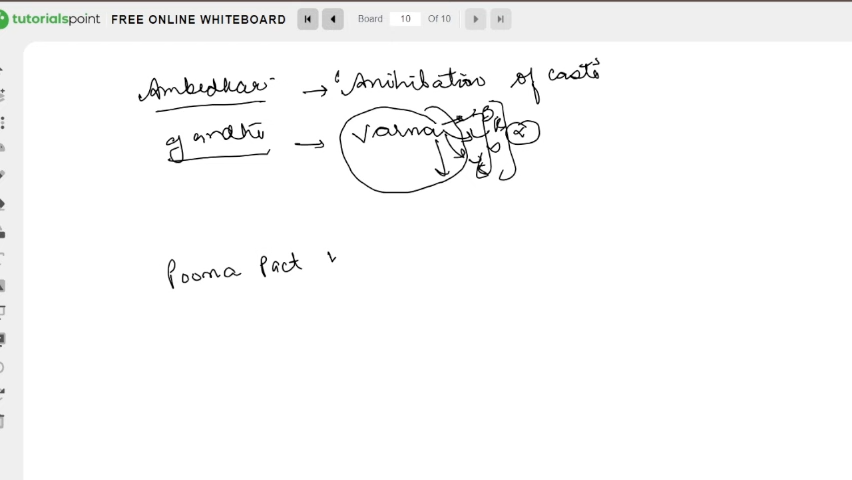 tutorialspoint FREE ONLINE WHITEBOARD Board 10 Of 10
Ambedkar → 'Anihilation of caste'
gandhi → Varna
Poona Pact